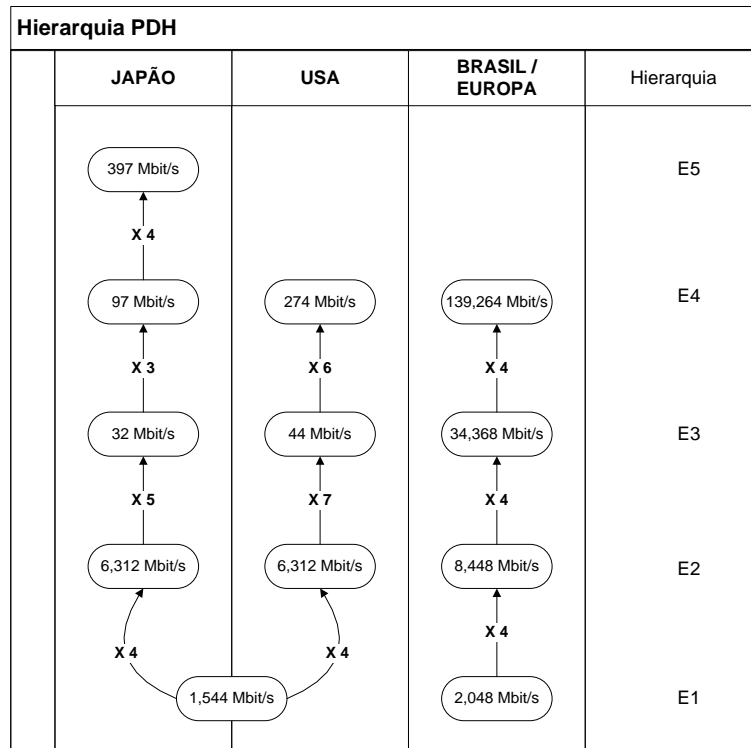 Hierarquia PDH
JAPÃO
USA
BRASIL /
EUROPA
Hierarquia
397 Mbit/s
E5
X 4
97 Mbit/s
274 Mbit/s
139,264 Mbit/s
E4
X 3
X 6
X 4
32 Mbit/s
44 Mbit/s
34,368 Mbit/s
E3
X 5
X 7
X 4
6,312 Mbit/s
6,312 Mbit/s
8,448 Mbit/s
E2
X 4
X 4
X 4
1,544 Mbit/s
2,048 Mbit/s
E1